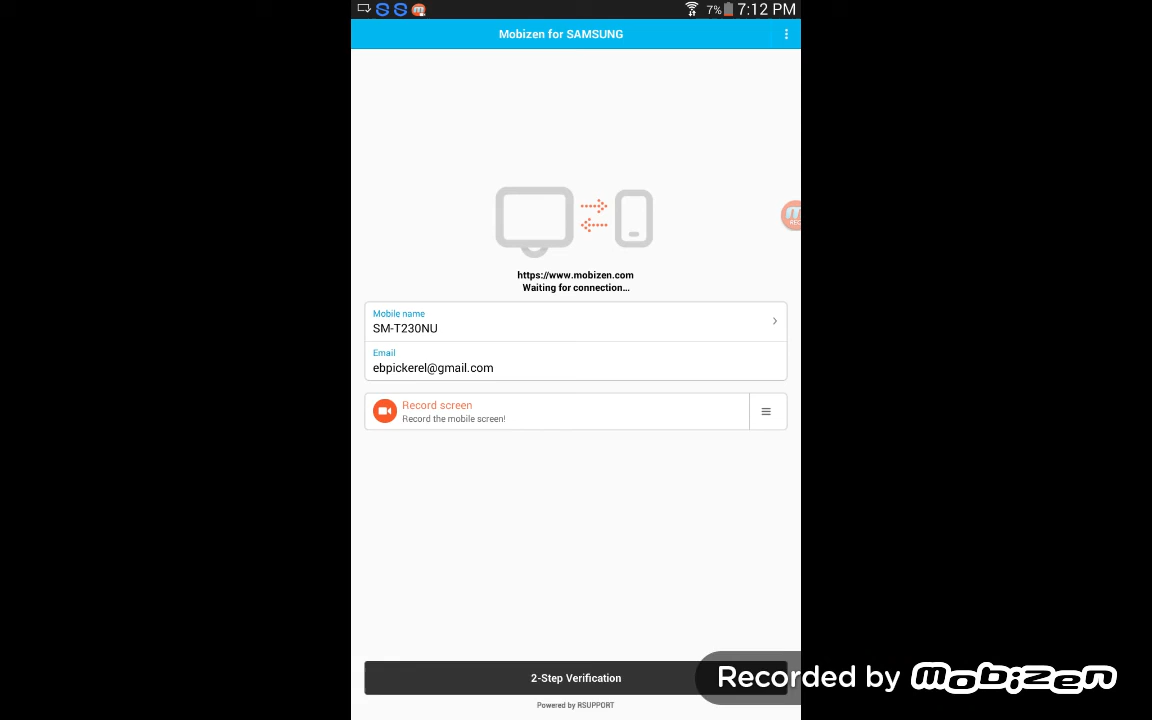 7% 7:12 PM
Mobizen for SAMSUNG
REC
https://www.mobizen.com
Waiting for connection...
Mobile name
SM-T230NU
Email
ebpickerel@gmail.com
Record screen
Record the mobile screen!
2-Step Verification
Recorded by mobizen
Powered by RSUPPORT